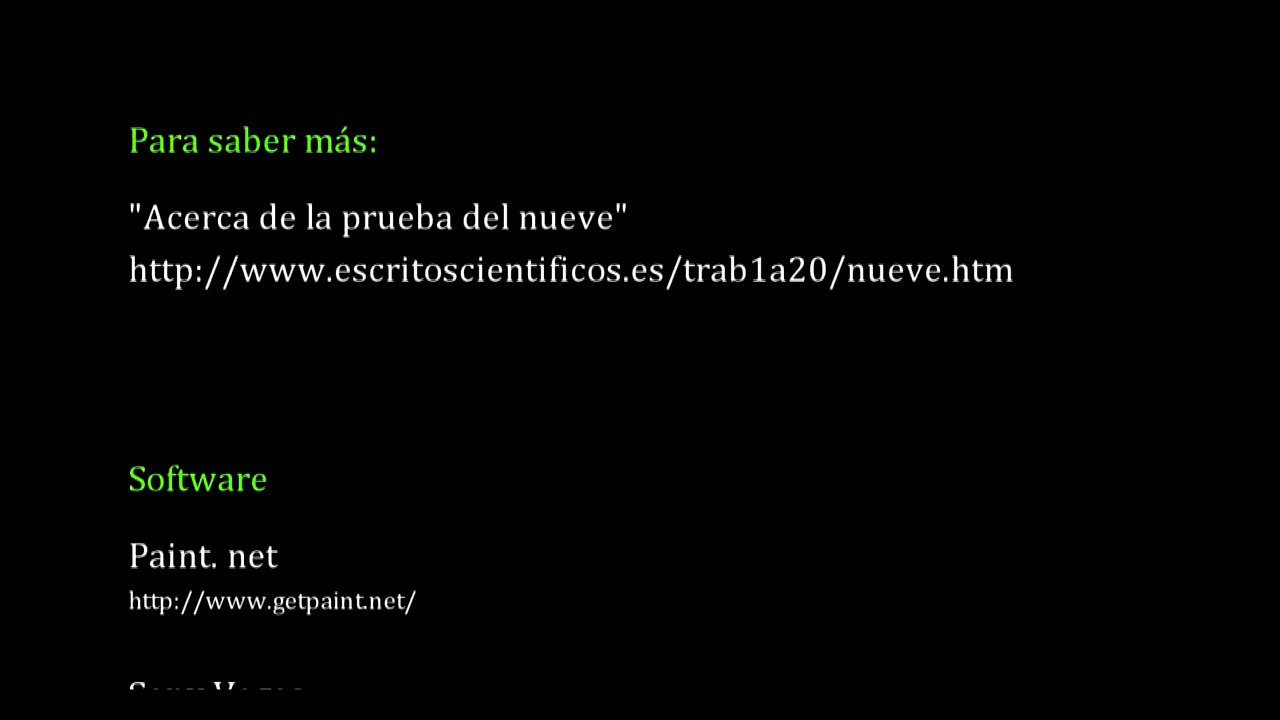 Para saber más:
"Acerca de la prueba del nueve"
http://www.escritoscientificos.es/trab1a20/nueve.htm
Software
Paint. net
http://www.getpaint.net/